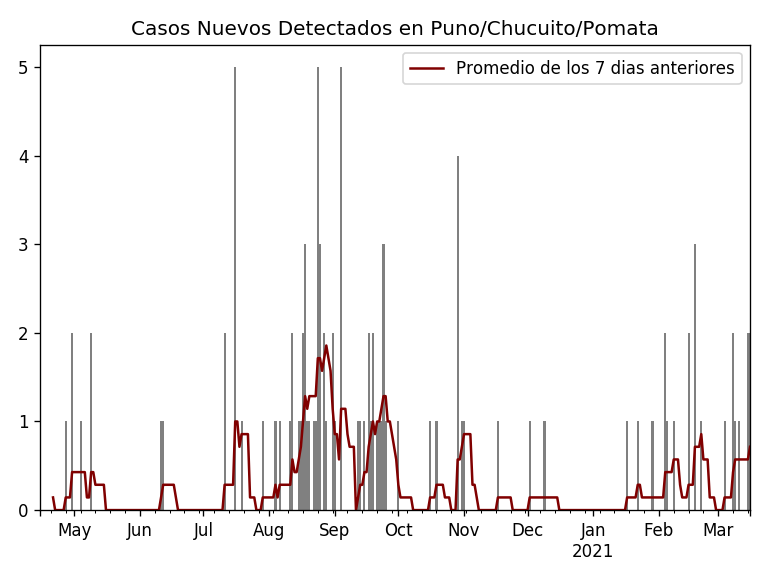 Casos Nuevos Detectados en Puno/Chucuito/Pomata
Promedio de los 7 dias anteriores
5
4
3
2
1
0
May Jun Jul Aug Sep Oct Nov Dec Jan Feb Mar
2021